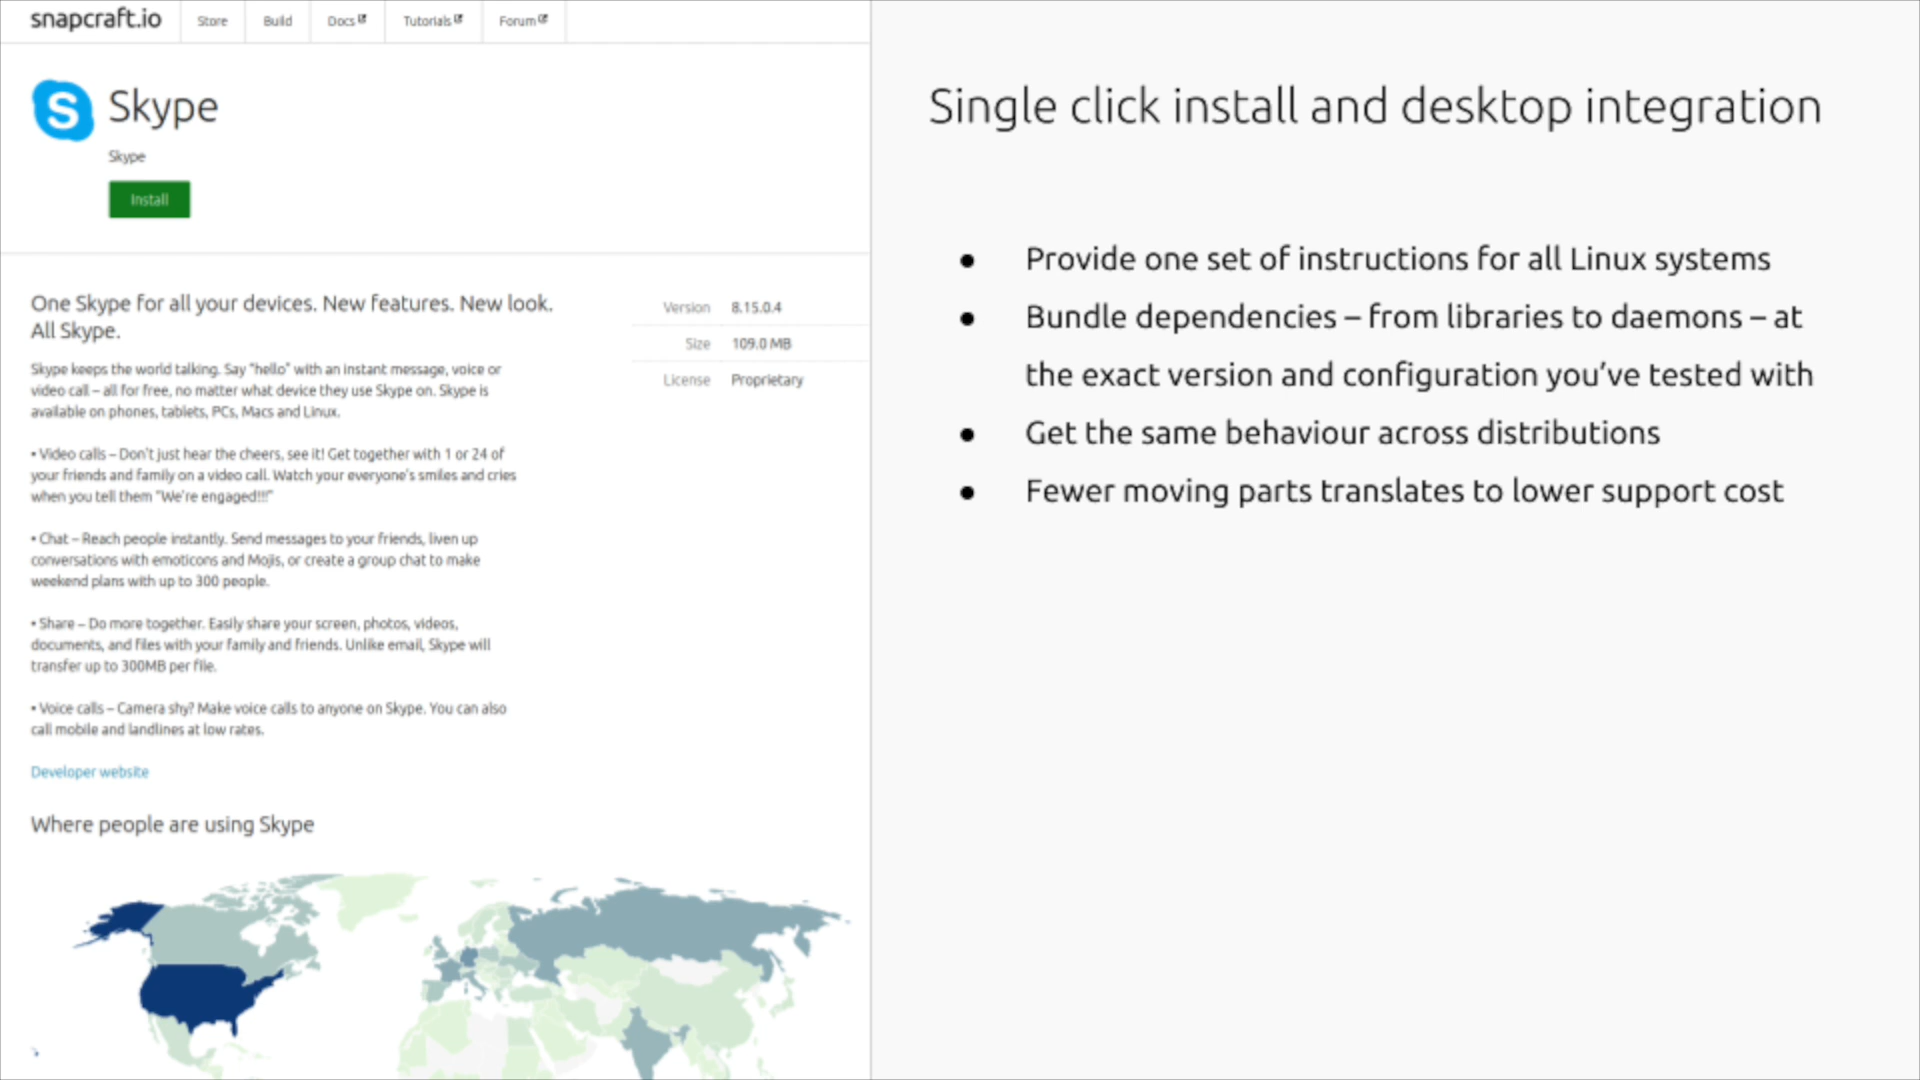 snapcraft.io
Store
Build
Docs
Tutorials
Forum
Skype
Skype
Install
One Skype for all your devices. New features. New look.
All Skype.
Skype keeps the world talking. Say "hello" with an instant message, voice or
video call – all for free, no matter what device they use Skype on. Skype is
available on phones, tablets, PCs, Macs and Linux.
• Video calls – Don't just hear the cheers, see it! Get together with 1 or 24 of
your friends and family on a video call. Watch your everyone's smiles and cries
when you tell them "We're engaged!!!"
• Chat – Reach people instantly. Send messages to your friends, liven up
conversations with emoticons and Mojis, or create a group chat to make
weekend plans with up to 300 people.
• Share – Do more together. Easily share your screen, photos, videos,
documents, and files with your family and friends. Unlike email, Skype will
transfer up to 300MB per file.
• Voice calls – Camera shy? Make voice calls to anyone on Skype. You can also
call mobile and landlines at low rates.
Developer website
Where people are using Skype
Version 8.15.0.4
Size 109.0 MB
License Proprietary
Single click install and desktop integration
● Provide one set of instructions for all Linux systems
● Bundle dependencies – from libraries to daemons – at
the exact version and configuration you've tested with
● Get the same behaviour across distributions
● Fewer moving parts translates to lower support cost